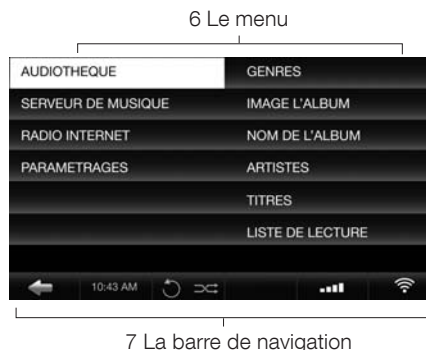 6 Le menu
AUDIOTHEQUE
GENRES
SERVEUR DE MUSIQUE
IMAGE L'ALBUM
RADIO INTERNET
NOM DE L'ALBUM
PARAMETRAGES
ARTISTES
TITRES
LISTE DE LECTURE
10:43 AM
7 La barre de navigation